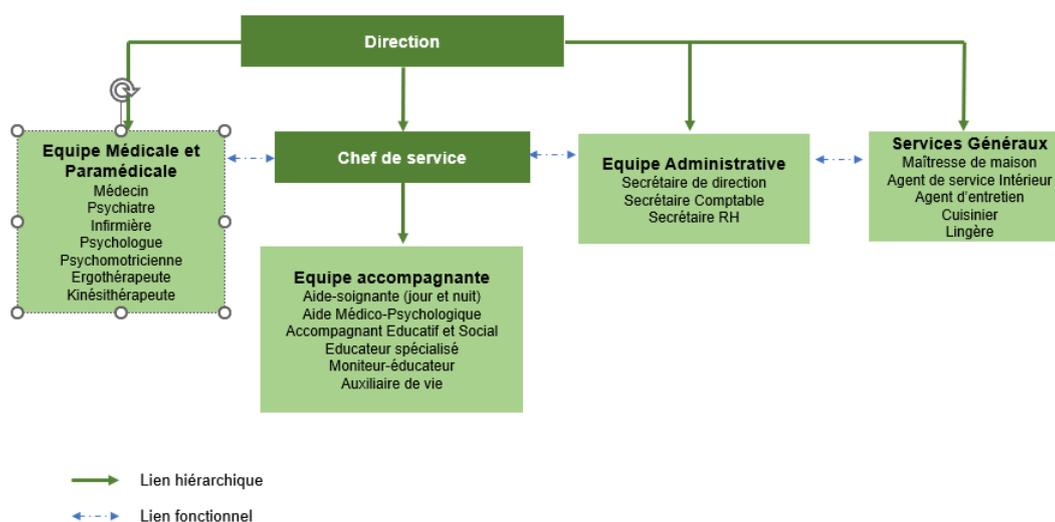 Direction
Equipe Médicale et
Paramédicale
Médecin
Psychiatre
Infirmière
Psychologue
Psychomotricienne
Ergothérapeute
Kinésithérapeute
Chef de service
Equipe Administrative
Secrétaire de direction
Secrétaire Comptable
Secrétaire RH
Services Généraux
Maîtresse de maison
Agent de service Intérieur
Agent d'entretien
Cuisinier
Lingère
Equipe accompagnante
Aide-soignante (jour et nuit)
Aide Médico-Psychologique
Accompagnant Educatif et Social
Educateur spécialisé
Moniteur-éducateur
Auxiliaire de vie
Lien hiérarchique
Lien fonctionnel